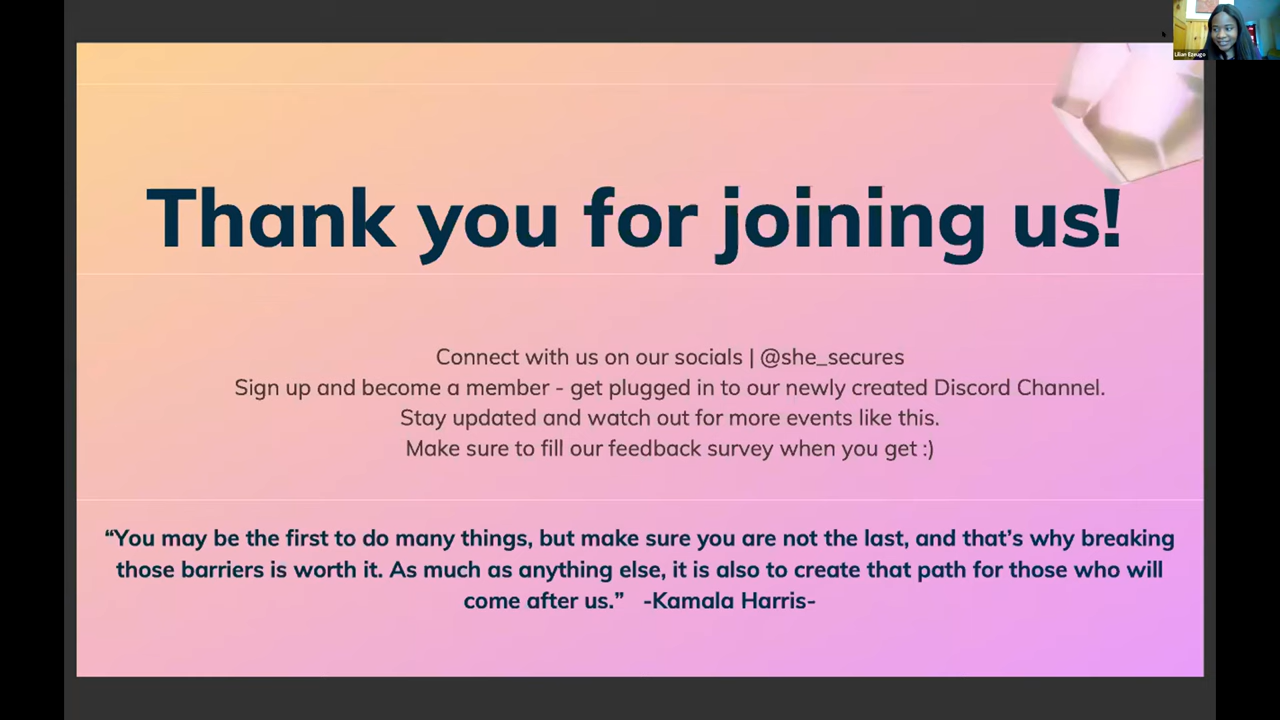 Lilian Ezeugo
Thank you for joining us!
Connect with us on our socials | @she_secures
Sign up and become a member - get plugged in to our newly created Discord Channel.
Stay updated and watch out for more events like this.
Make sure to fill our feedback survey when you get :)
“You may be the first to do many things, but make sure you are not the last, and that’s why breaking
those barriers is worth it. As much as anything else, it is also to create that path for those who will
come after us.”   -Kamala Harris-